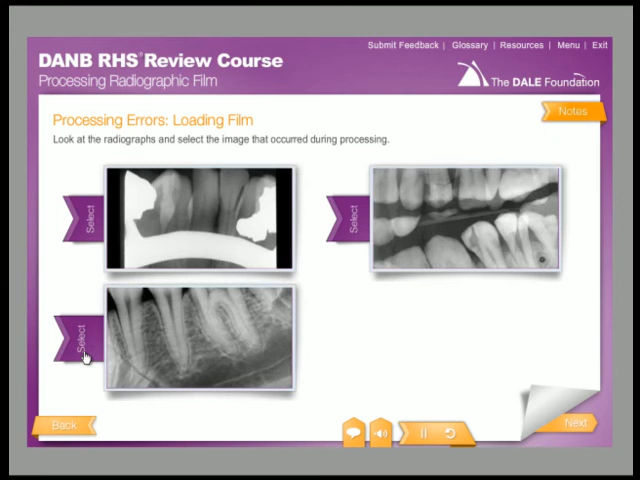 Submit Feedback | Glossary | Resources | Menu | Exit
DANB RHS® Review Course
Processing Radiographic Film
The DALE Foundation
Notes
Processing Errors: Loading Film
Look at the radiographs and select the image that occurred during processing.
Select
Select
Select
Back
Next